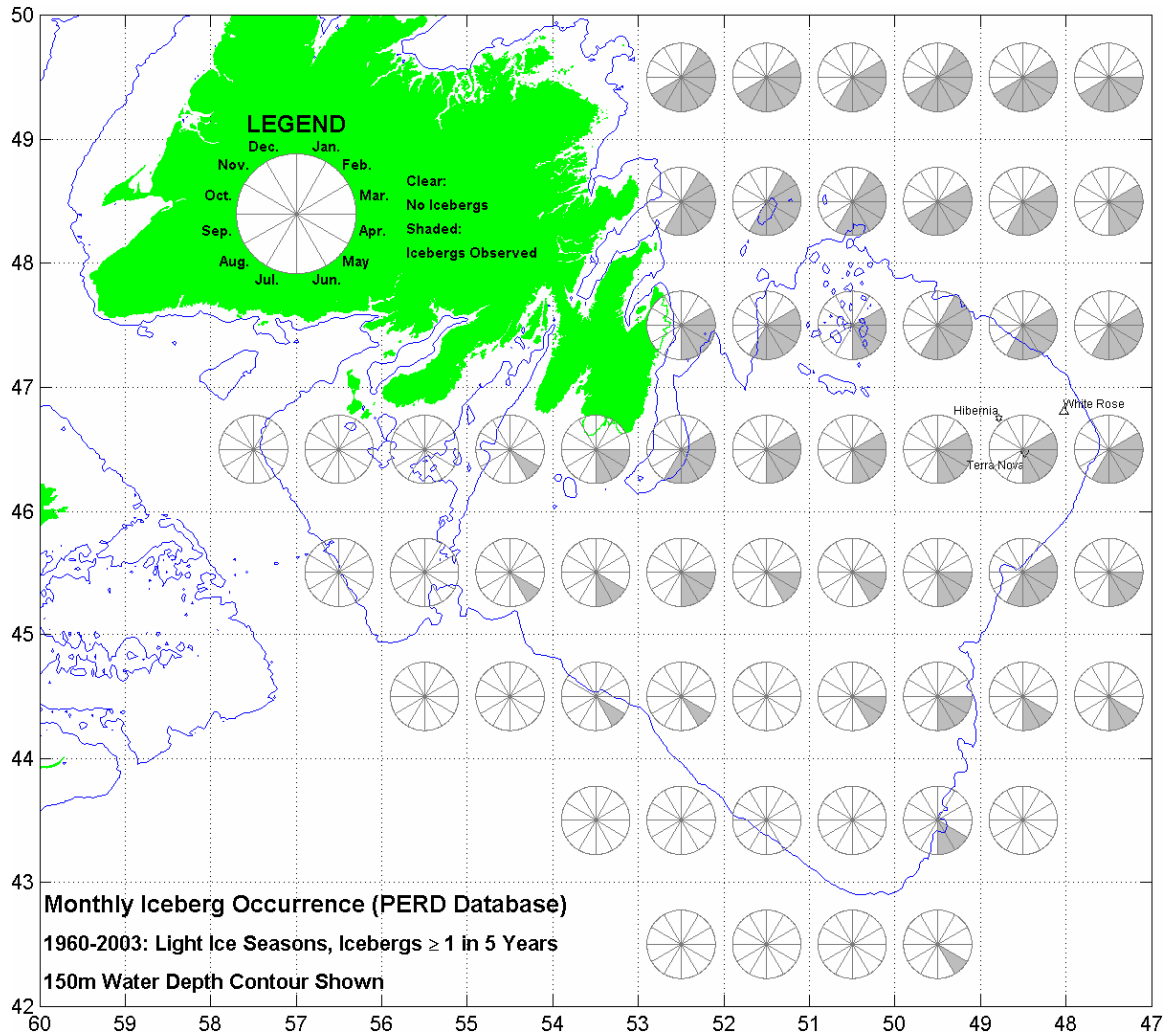 50
49
48
47
46
45
44
43
42
LEGEND
Dec. Jan.
Nov. Feb.
Oct. Mar.
Sep. Apr.
Aug. May
Jul. Jun.
Clear:
No Icebergs
Shaded:
Icebergs Observed
Hibernia
White Rose
Terra Nova
Monthly Iceberg Occurrence (PERD Database)
1960-2003: Light Ice Seasons, Icebergs ≥ 1 in 5 Years
150m Water Depth Contour Shown
60 59 58 57 56 55 54 53 52 51 50 49 48 47